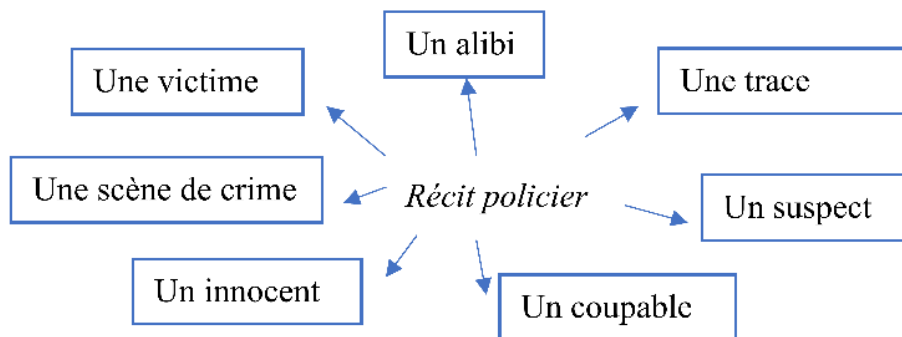 Un alibi
Une victime
Une trace
Une scène de crime
Récit policier
Un suspect
Un innocent
Un coupable